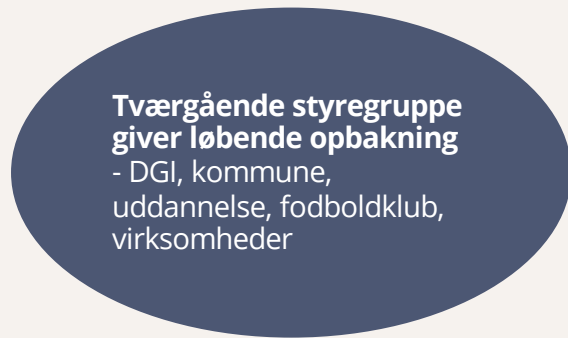 Tværgående styregruppe
giver løbende opbakning
- DGI, kommune,
uddannelse, fodboldklub,
virksomheder